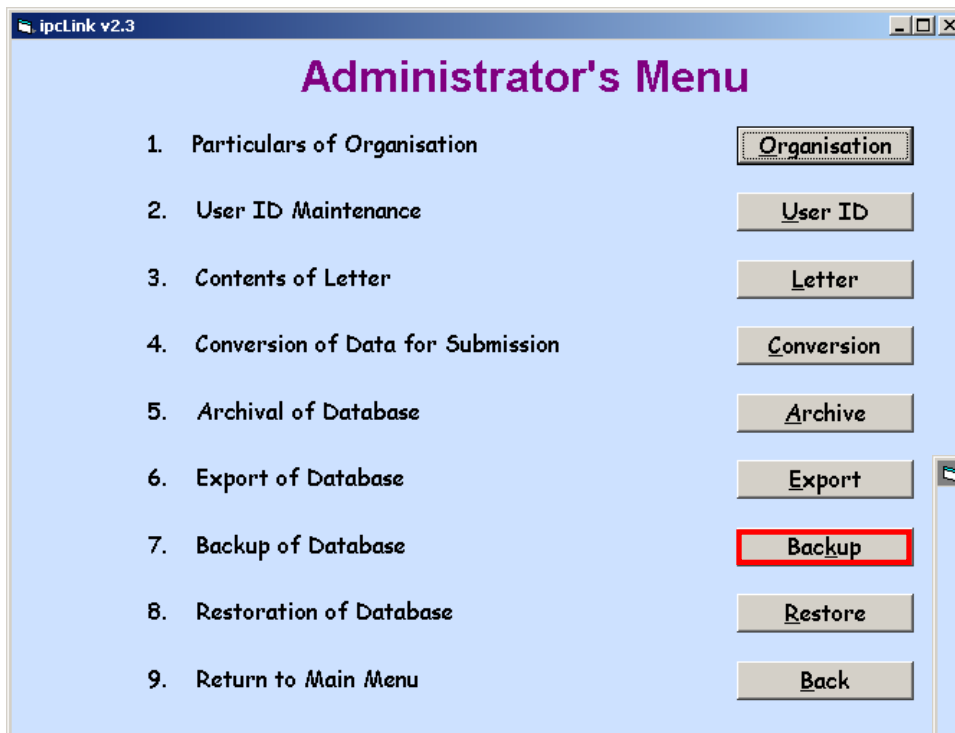 ipcLink v2.3
Administrator's Menu
1. Particulars of Organisation Organisation
2. User ID Maintenance User ID
3. Contents of Letter Letter
4. Conversion of Data for Submission Conversion
5. Archival of Database Archive
6. Export of Database Export
7. Backup of Database Backup
8. Restoration of Database Restore
9. Return to Main Menu Back